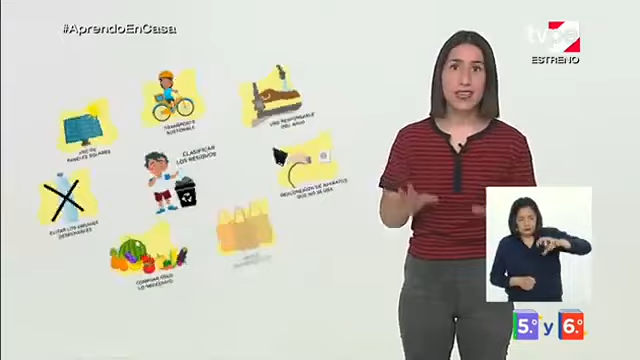 #AprendoEnCasa
tvpe
ESTRENO
TRANSPORTE
SOSTENIBLE
USO RESPONSABLE
DEL AGUA
USO DE
PANELES SOLARES
CLASIFICAR
LOS RESIDUOS
DESCONEXIÓN DE APARATOS
QUE NO SE USA
EVITAR LOS ENVASES
DESECHABLES
COMPRAR SÓLO
LO NECESARIO
5.° y 6.°